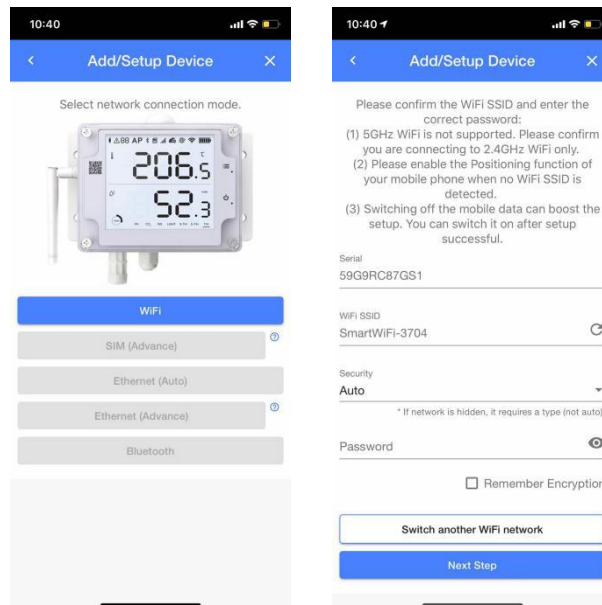 10:40
Add/Setup Device
Select network connection mode.
AP
206.5
℃
52.3
WiFi
SIM (Advance)
Ethernet (Auto)
Ethernet (Advance)
Bluetooth
10:40
Add/Setup Device
Please confirm the WiFi SSID and enter the
correct password:
(1) 5GHz WiFi is not supported. Please confirm
you are connecting to 2.4GHz WiFi only.
(2) Please enable the Positioning function of
your mobile phone when no WiFi SSID is
detected.
(3) Switching off the mobile data can boost the
setup. You can switch it on after setup
successful.
Serial
59G9RC87GS1
WiFi SSID
SmartWiFi-3704
Security
Auto
* If network is hidden, it requires a type (not auto)
Password
Remember Encryption
Switch another WiFi network
Next Step